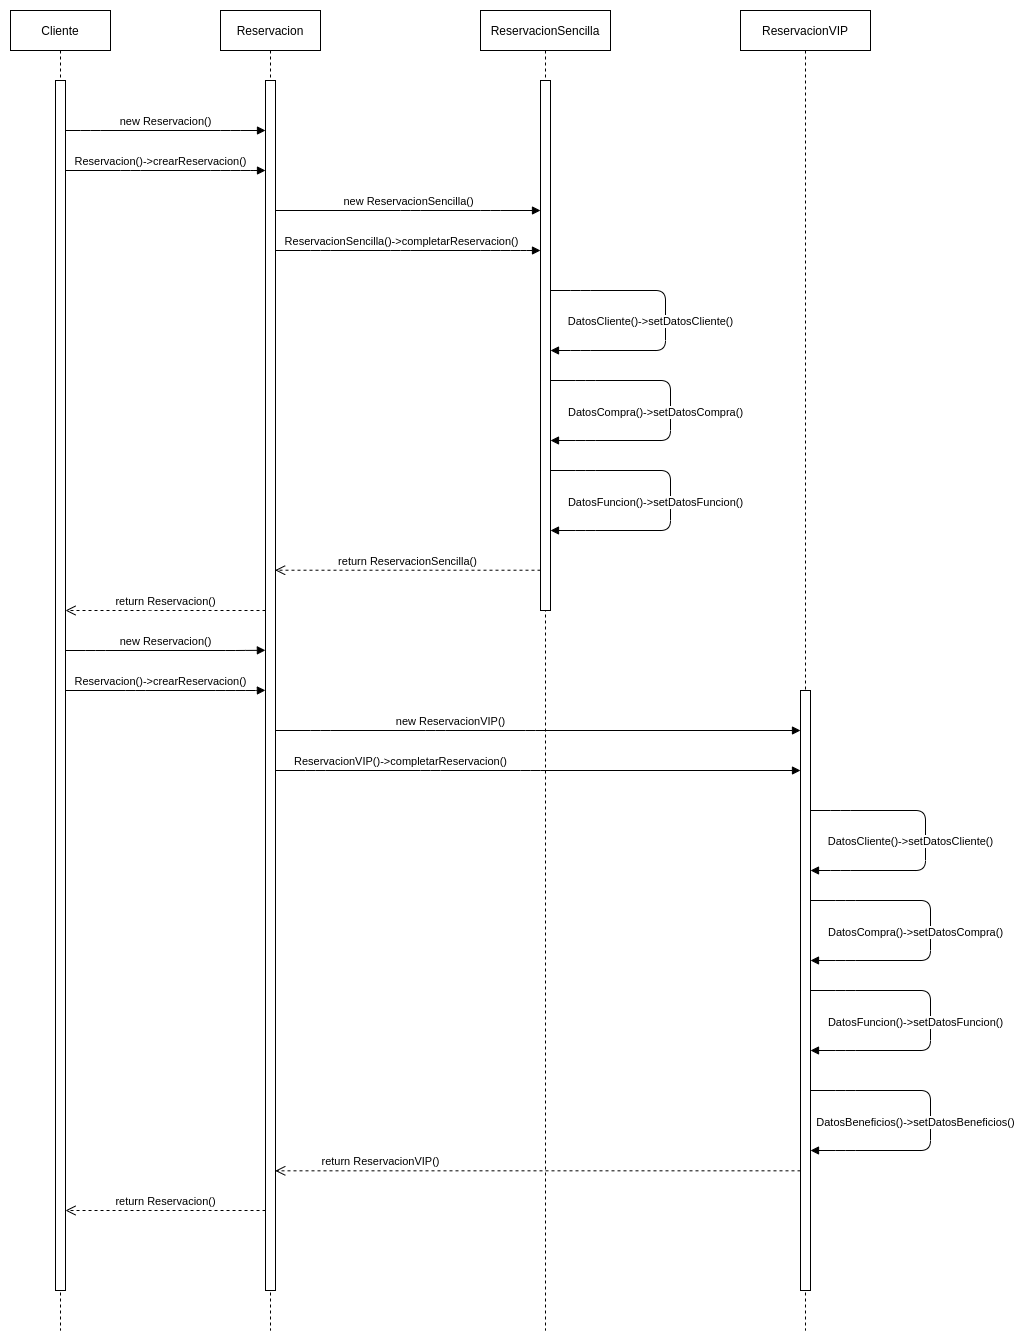 Cliente
Reservacion
ReservacionSencilla
ReservacionVIP
new Reservacion()
Reservacion()->crearReservacion()
new ReservacionSencilla()
ReservacionSencilla()->completarReservacion()
DatosCliente()->setDatosCliente()
DatosCompra()->setDatosCompra()
DatosFuncion()->setDatosFuncion()
return ReservacionSencilla()
return Reservacion()
new Reservacion()
Reservacion()->crearReservacion()
new ReservacionVIP()
ReservacionVIP()->completarReservacion()
DatosCliente()->setDatosCliente()
DatosCompra()->setDatosCompra()
DatosFuncion()->setDatosFuncion()
DatosBeneficios()->setDatosBeneficios()
return ReservacionVIP()
return Reservacion()